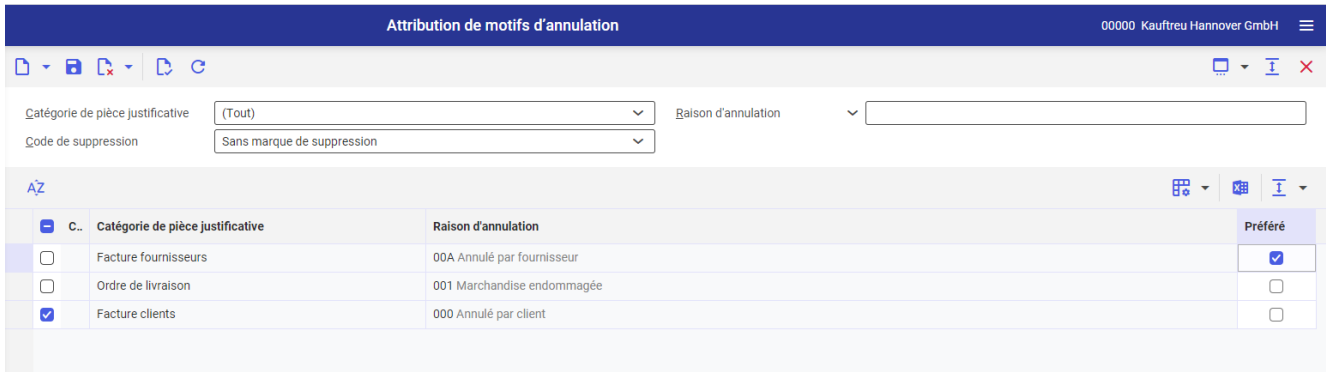 Attribution de motifs d’annulation
00000 Kauftreu Hannover GmbH
Catégorie de pièce justificative (Tout) Raison d'annulation
Code de suppression Sans marque de suppression
AZ
C.. Catégorie de pièce justificative Raison d'annulation Préféré
Facture fournisseurs 00A Annulé par fournisseur
Ordre de livraison 001 Marchandise endommagée
Facture clients 000 Annulé par client